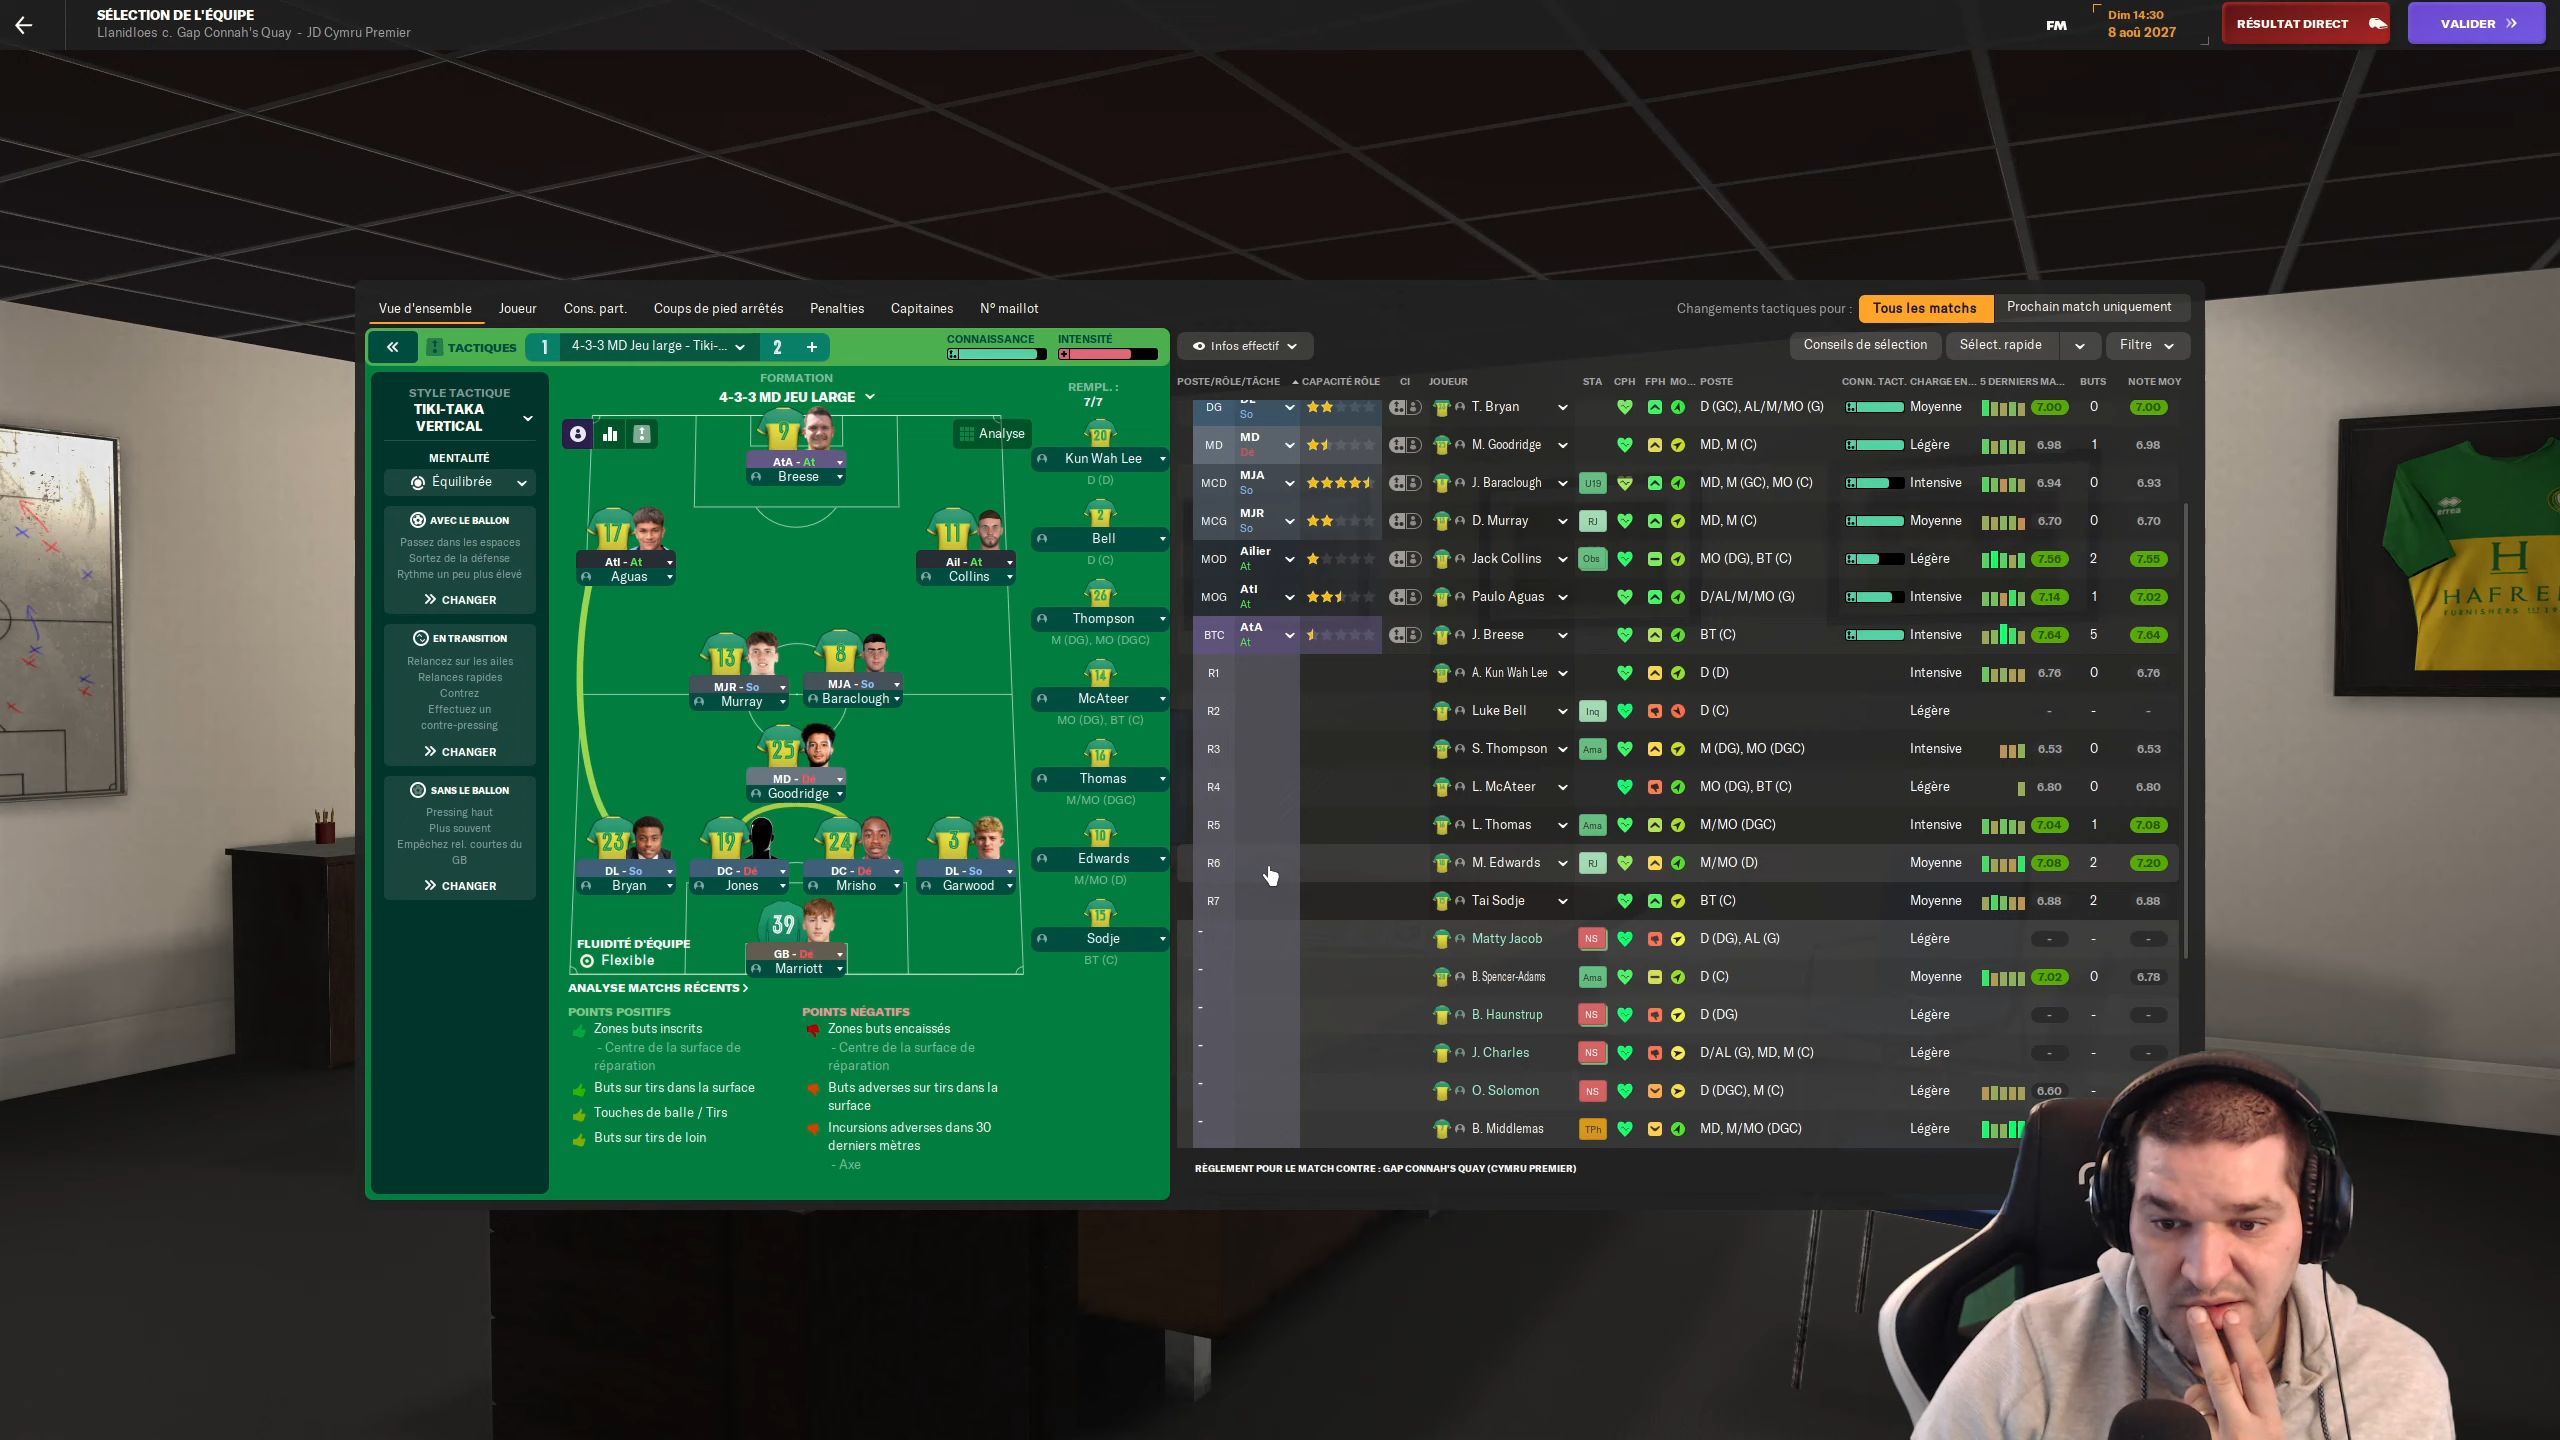 SÉLECTION DE L'ÉQUIPE
Llanidloes c. Gap Connah's Quay - JD Cymru Premier
FM
Dim 14:30
8 aoû 2027
RÉSULTAT DIRECT
VALIDER
Vue d'ensemble Joueur Cons. part. Coups de pied arrêtés Penalties Capitaines N° maillot
Changements tactiques pour : Tous les matchs Prochain match uniquement
TACTIQUES 1 4-3-3 MD Jeu large - Tiki-... 2 +
CONNAISSANCE INTENSITÉ
Infos effectif
Conseils de sélection Sélect. rapide Filtre
STYLE TACTIQUE
TIKI-TAKA
VERTICAL
MENTALITÉ
Équilibrée
AVEC LE BALLON
Passez dans les espaces
Sortez de la défense
Rythme un peu plus élevé
CHANGER
EN TRANSITION
Relancez sur les ailes
Relances rapides
Contrez
Effectuez un
contre-pressing
CHANGER
SANS LE BALLON
Pressing haut
Plus souvent
Empêchez rel. courtes du
GB
CHANGER
FORMATION
4-3-3 MD JEU LARGE
Analyse
9
AtA - At
Breese
17
AtI - At
Aguas
11
Ail - At
Collins
13
MJR - So
Murray
8
MJA - So
Baraclough
25
MD - Dé
Goodridge
23
DL - So
Bryan
19
DC - Dé
Jones
24
DC - Dé
Mrisho
3
DL - So
Garwood
39
GB - Dé
Marriott
FLUIDITÉ D'ÉQUIPE
Flexible
REMPL. :
7/7
20
Kun Wah Lee
D (D)
2
Bell
D (C)
26
Thompson
M (DG), MO (DGC)
14
McAteer
MO (DG), BT (C)
16
Thomas
M/MO (DGC)
10
Edwards
M/MO (D)
15
Sodje
BT (C)
ANALYSE MATCHS RÉCENTS >
POINTS POSITIFS
Zones buts inscrits
- Centre de la surface de
réparation
Buts sur tirs dans la surface
Touches de balle / Tirs
Buts sur tirs de loin
POINTS NÉGATIFS
Zones buts encaissés
- Centre de la surface de
réparation
Buts adverses sur tirs dans la
surface
Incursions adverses dans 30
derniers mètres
- Axe
POSTE/RÔLE/TÂCHE CAPACITÉ RÔLE CI JOUEUR STA CPH FPH MO... POSTE CONN. TACT. CHARGE EN... 5 DERNIERS MA... BUTS NOTE MOY
DG DL So T. Bryan D (GC), AL/M/MO (G) Moyenne 7.00 0 7.00
MD MD Dé M. Goodridge MD, M (C) Légère 6.98 1 6.98
MCD MJA So J. Baraclough U19 MD, M (GC), MO (C) Intensive 6.94 0 6.93
MCG MJR So D. Murray RJ MD, M (C) Moyenne 6.70 0 6.70
MOD Ailier At Jack Collins Obs MO (DG), BT (C) Légère 7.56 2 7.55
MOG AtI At Paulo Aguas D/AL/M/MO (G) Intensive 7.14 1 7.02
BTC AtA At J. Breese BT (C) Intensive 7.64 5 7.64
R1 A. Kun Wah Lee D (D) Intensive 6.76 0 6.76
R2 Luke Bell Inq D (C) Légère - - -
R3 S. Thompson Ama M (DG), MO (DGC) Intensive 6.53 0 6.53
R4 L. McAteer MO (DG), BT (C) Légère 6.80 0 6.80
R5 L. Thomas Ama M/MO (DGC) Intensive 7.04 1 7.08
R6 M. Edwards RJ M/MO (D) Moyenne 7.08 2 7.20
R7 Tai Sodje BT (C) Moyenne 6.88 2 6.88
- Matty Jacob NS D (DG), AL (G) Légère - - -
- B. Spencer-Adams Ama D (C) Moyenne 7.02 0 6.78
- B. Haunstrup NS D (DG) Légère - - -
- J. Charles NS D/AL (G), MD, M (C) Légère - - -
- O. Solomon NS D (DGC), M (C) Légère 6.60 -
- B. Middlemas TPh MD, M/MO (DGC) Légère
RÈGLEMENT POUR LE MATCH CONTRE : GAP CONNAH'S QUAY (CYMRU PREMIER)
errea
H
HAFRE